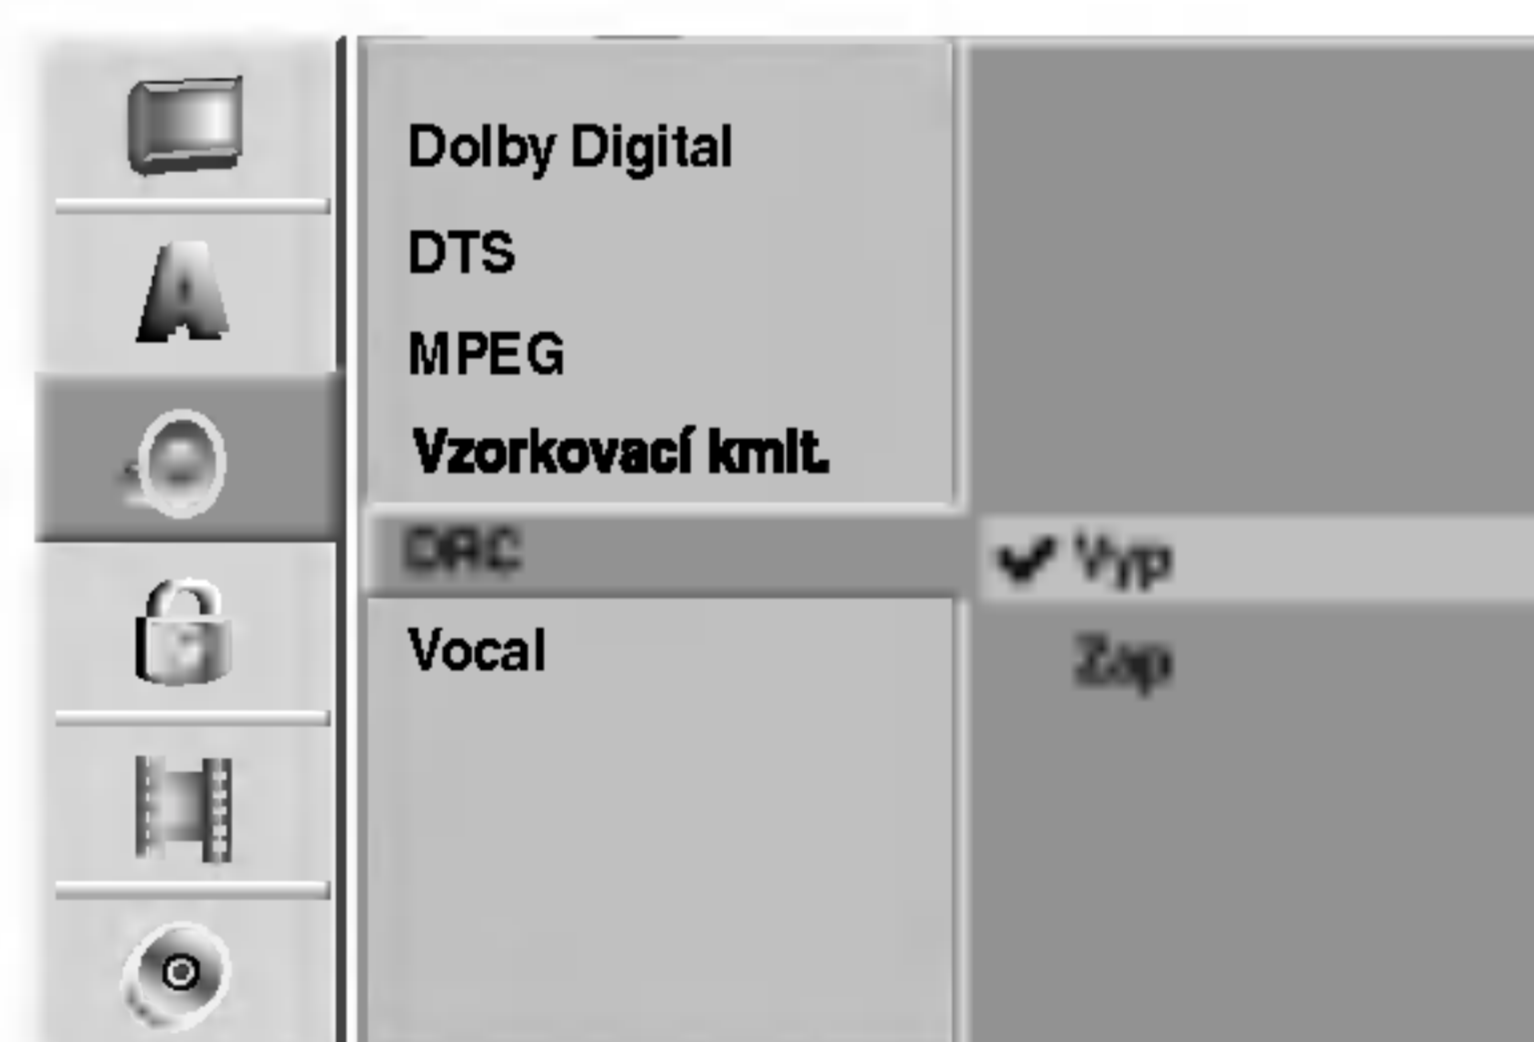 Dolby Digital
DTS
MPEG
Vzorkovací kmit.
DRC
Vyp
Zap
Vocal